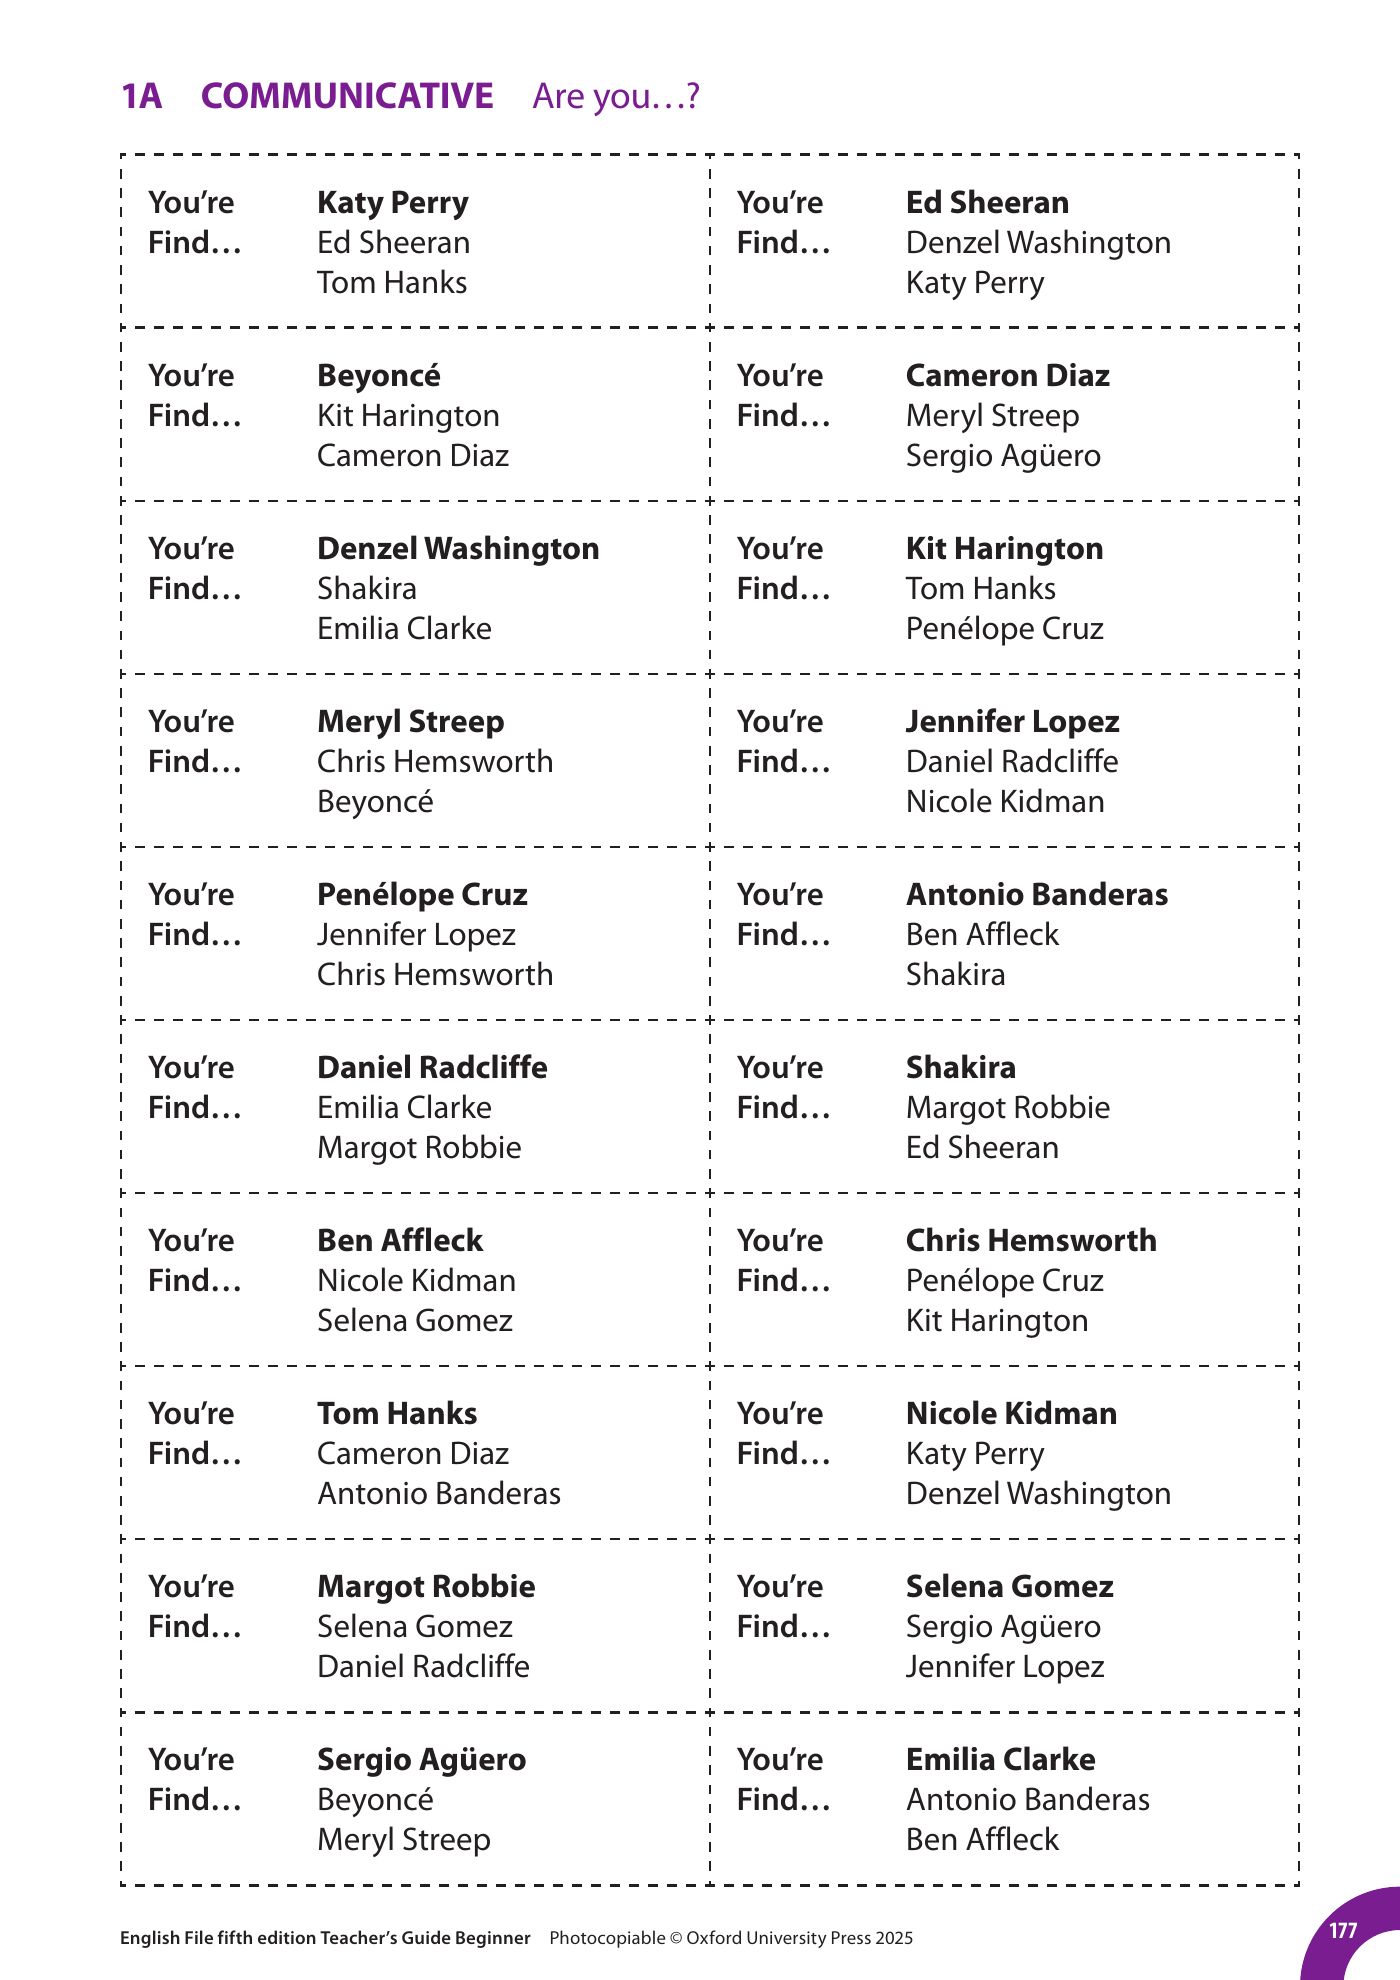 1A COMMUNICATIVE Are you…?
You're Katy Perry
Find… Ed Sheeran
Tom Hanks
You're Ed Sheeran
Find… Denzel Washington
Katy Perry
You're Beyoncé
Find… Kit Harington
Cameron Diaz
You're Cameron Diaz
Find… Meryl Streep
Sergio Agüero
You're Denzel Washington
Find… Shakira
Emilia Clarke
You're Kit Harington
Find… Tom Hanks
Penélope Cruz
You're Meryl Streep
Find… Chris Hemsworth
Beyoncé
You're Jennifer Lopez
Find… Daniel Radcliffe
Nicole Kidman
You're Penélope Cruz
Find… Jennifer Lopez
Chris Hemsworth
You're Antonio Banderas
Find… Ben Affleck
Shakira
You're Daniel Radcliffe
Find… Emilia Clarke
Margot Robbie
You're Shakira
Find… Margot Robbie
Ed Sheeran
You're Ben Affleck
Find… Nicole Kidman
Selena Gomez
You're Chris Hemsworth
Find… Penélope Cruz
Kit Harington
You're Tom Hanks
Find… Cameron Diaz
Antonio Banderas
You're Nicole Kidman
Find… Katy Perry
Denzel Washington
You're Margot Robbie
Find… Selena Gomez
Daniel Radcliffe
You're Selena Gomez
Find… Sergio Agüero
Jennifer Lopez
You're Sergio Agüero
Find… Beyoncé
Meryl Streep
You're Emilia Clarke
Find… Antonio Banderas
Ben Affleck
English File fifth edition Teacher's Guide Beginner Photocopiable © Oxford University Press 2025
177